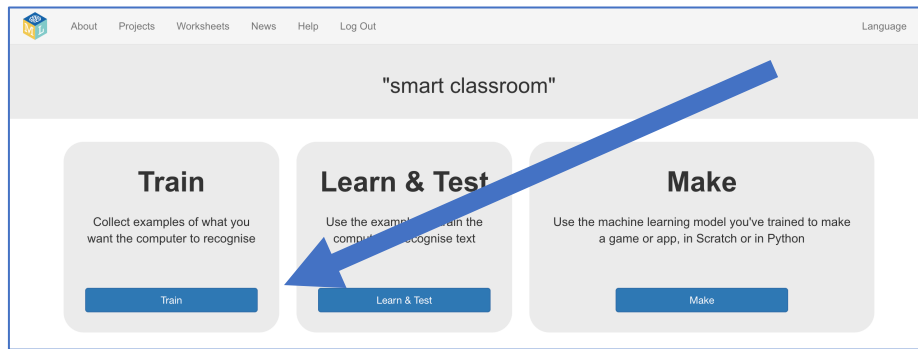 About Projects Worksheets News Help Log Out Language
"smart classroom"
Train
Collect examples of what you
want the computer to recognise
Train
Learn & Test
Use the examples train the
recognise text
Learn & Test
Make
Use the machine learning model you've trained to make
a game or app, in Scratch or in Python
Make